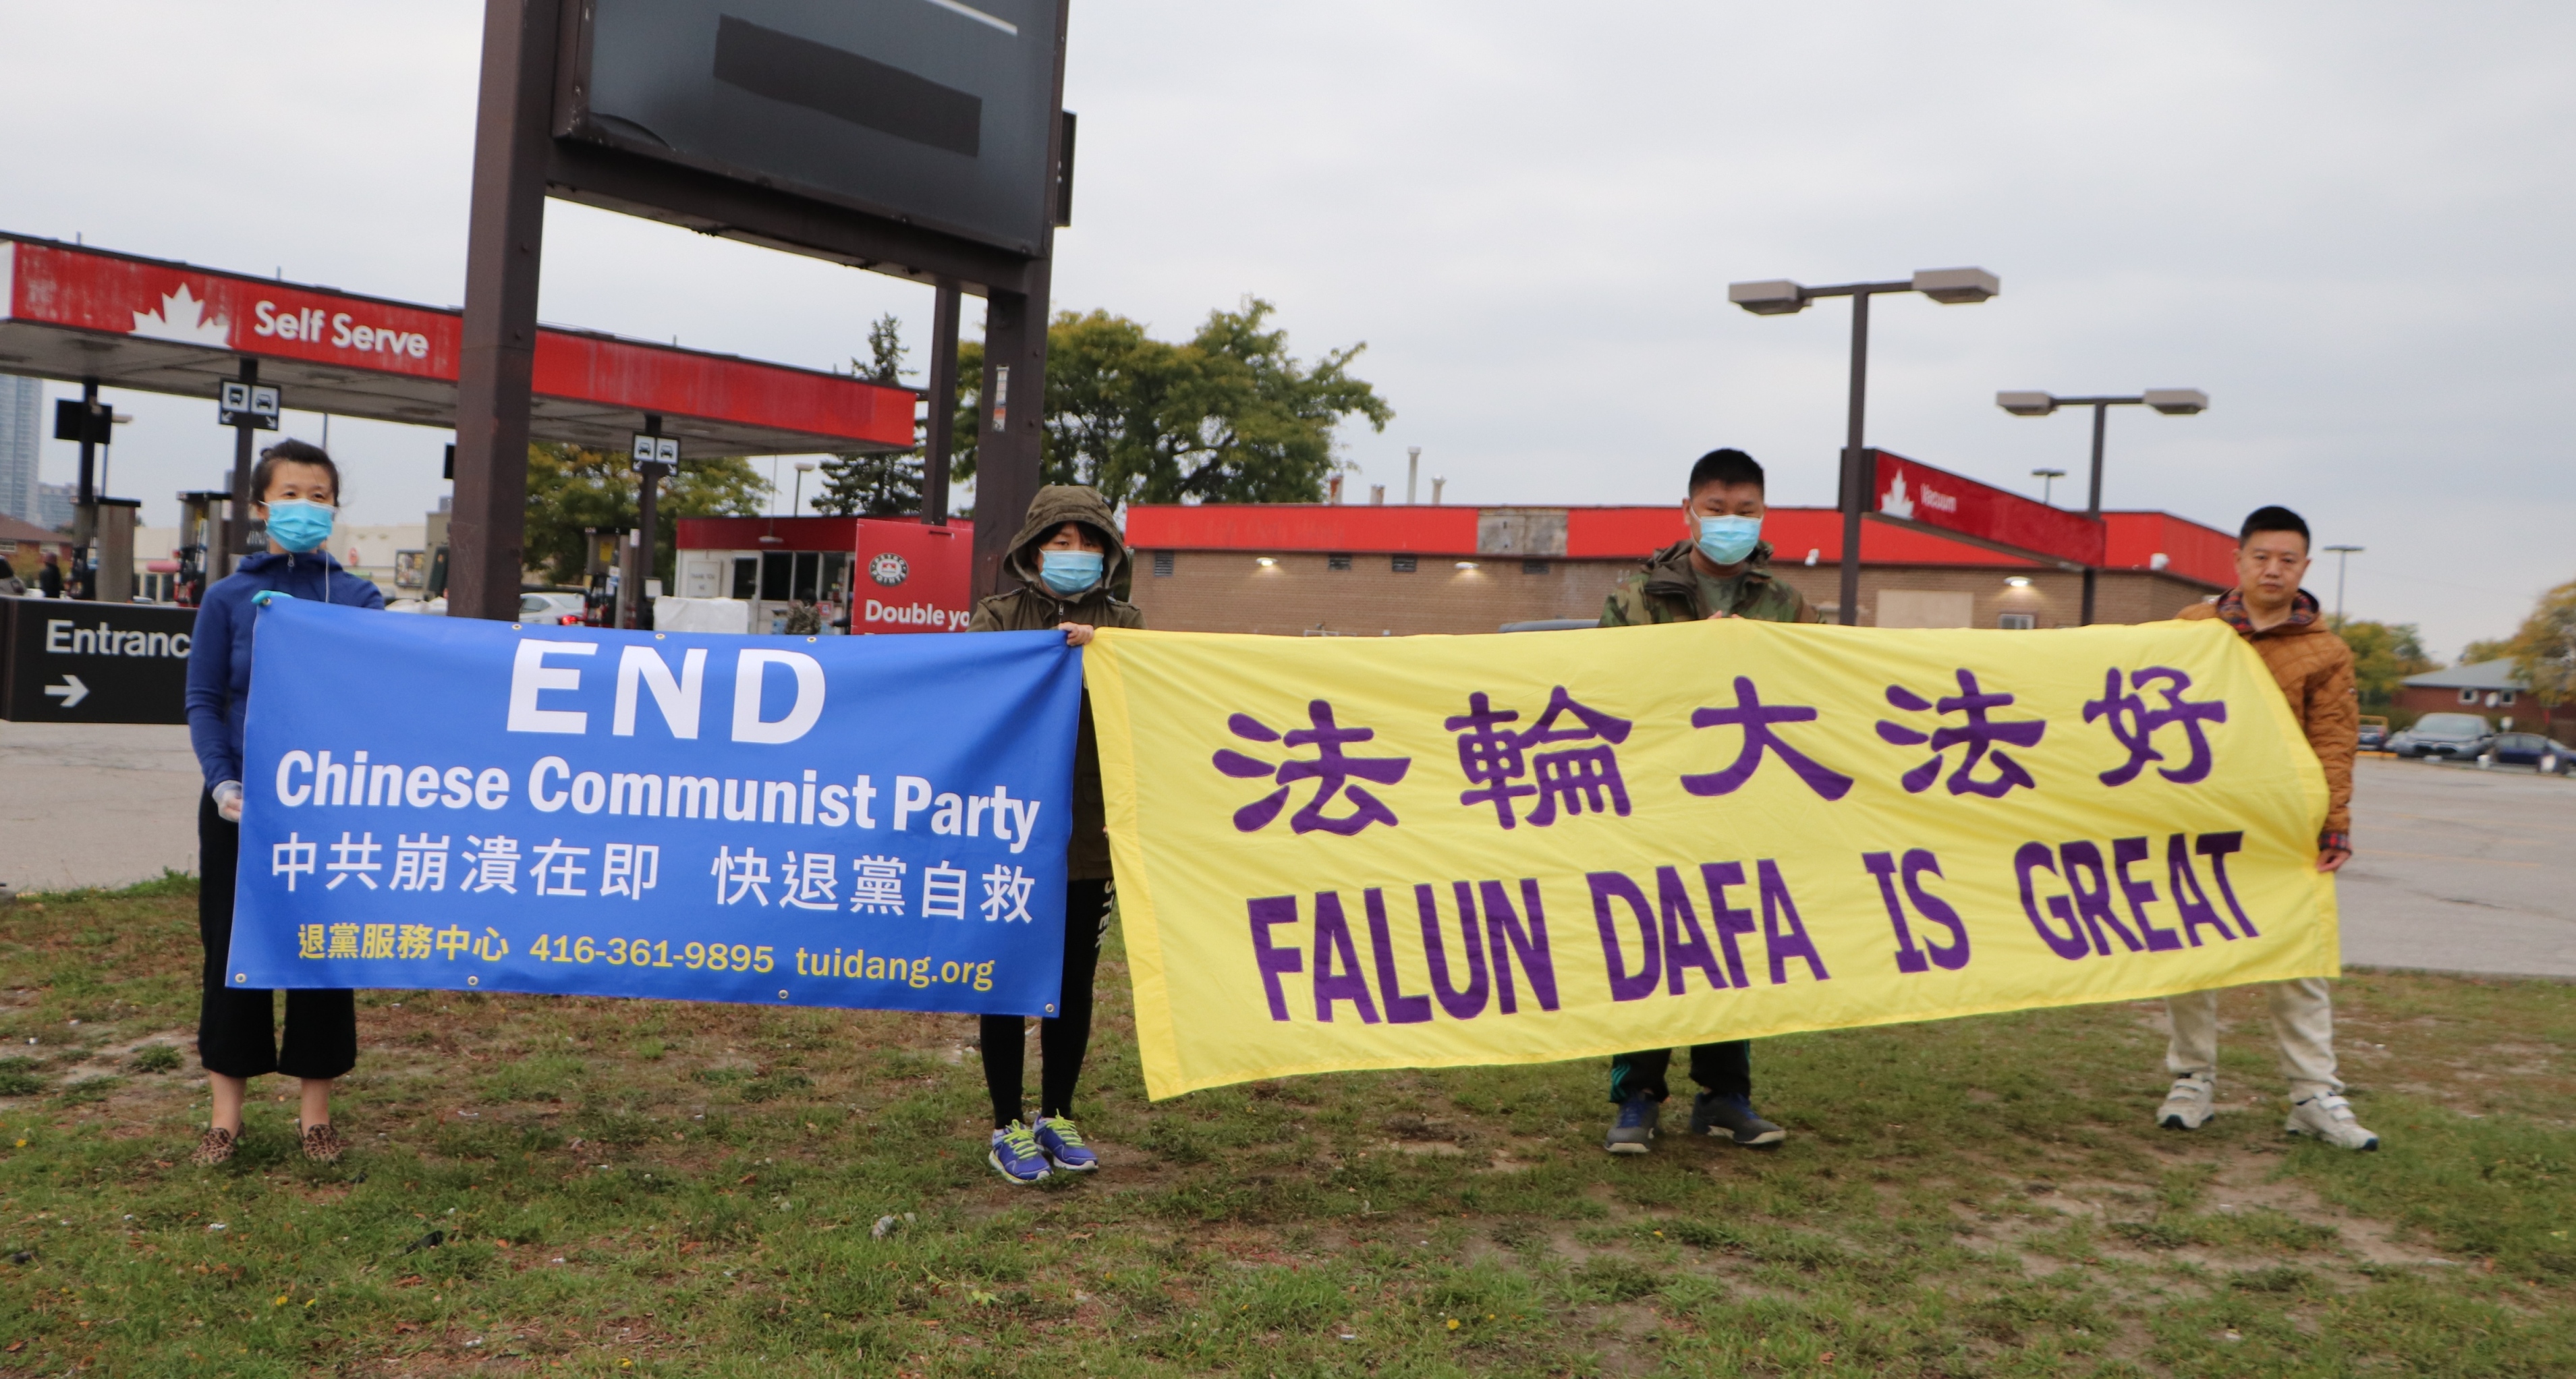 Self Serve
Entranc
Double yo
Vacuum
END
Chinese Communist Party
中共崩潰在即 快退黨自救
退黨服務中心 416-361-9895 tuidang.org
法輪大法好
FALUN DAFA IS GREAT